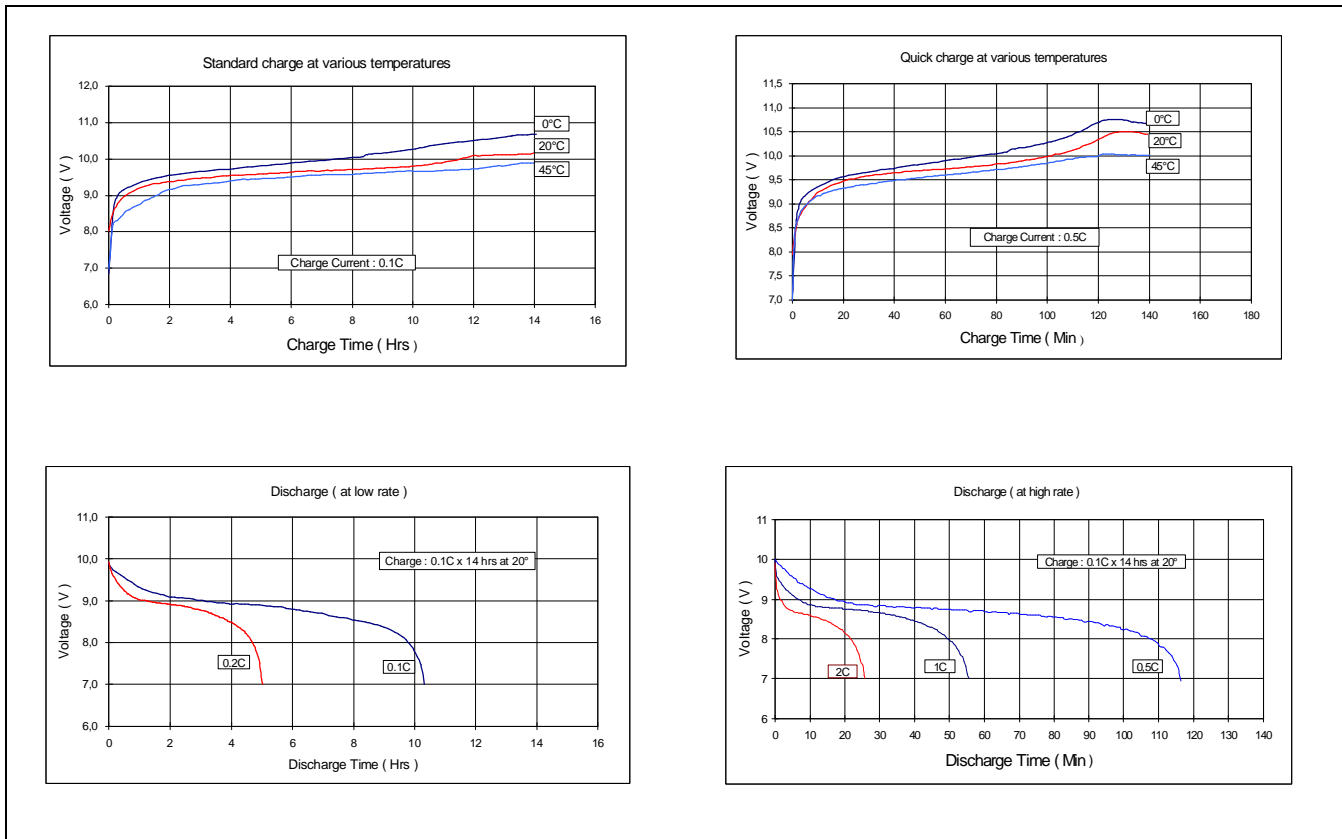 Standard charge at various temperatures
12,0
11,0
10,0
9,0
8,0
7,0
6,0
Voltage ( V )
0°C
20°C
45°C
Charge Current : 0.1C
0 2 4 6 8 10 12 14 16
Charge Time ( Hrs )
Quick charge at various temperatures
11,5
11,0
10,5
10,0
9,5
9,0
8,5
8,0
7,5
7,0
Voltage ( V )
0°C
20°C
45°C
Charge Current : 0.5C
0 20 40 60 80 100 120 140 160 180
Charge Time ( Min )
Discharge ( at low rate )
11,0
10,0
9,0
8,0
7,0
6,0
Voltage ( V )
Charge : 0.1C x 14 hrs at 20°
0.2C
0.1C
0 2 4 6 8 10 12 14 16
Discharge Time ( Hrs )
Discharge ( at high rate )
11
10
9
8
7
6
Voltage ( V )
Charge : 0.1C x 14 hrs at 20°
2C
1C
0,5C
0 10 20 30 40 50 60 70 80 90 100 110 120 130 140
Discharge Time ( Min )